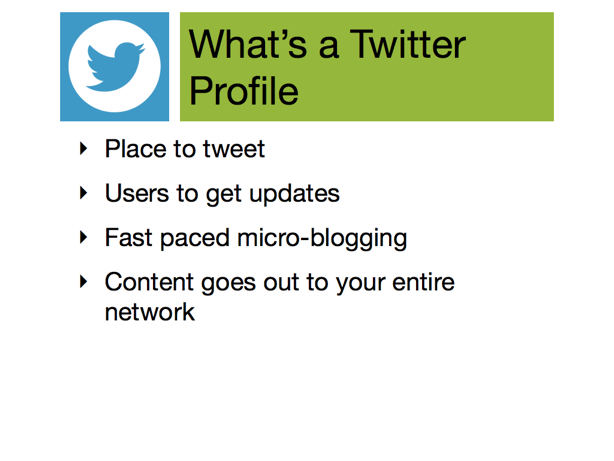 What’s a Twitter
Profile
Place to tweet
Users to get updates
Fast paced micro-blogging
Content goes out to your entire
network